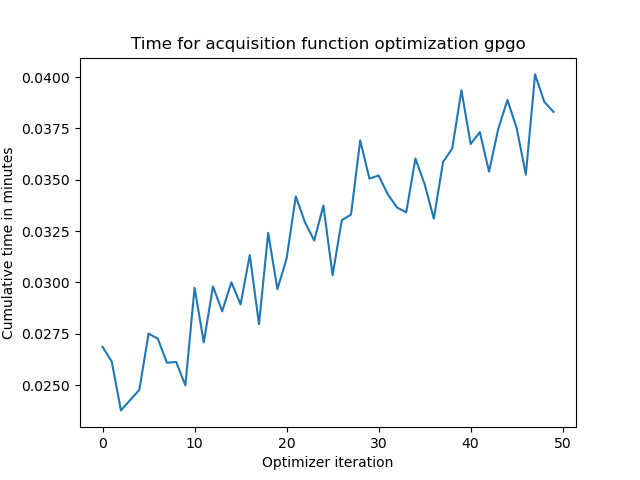 Time for acquisition function optimization gpgo
Cumulative time in minutes
0.0400
0.0375
0.0350
0.0325
0.0300
0.0275
0.0250
0 10 20 30 40 50
Optimizer iteration